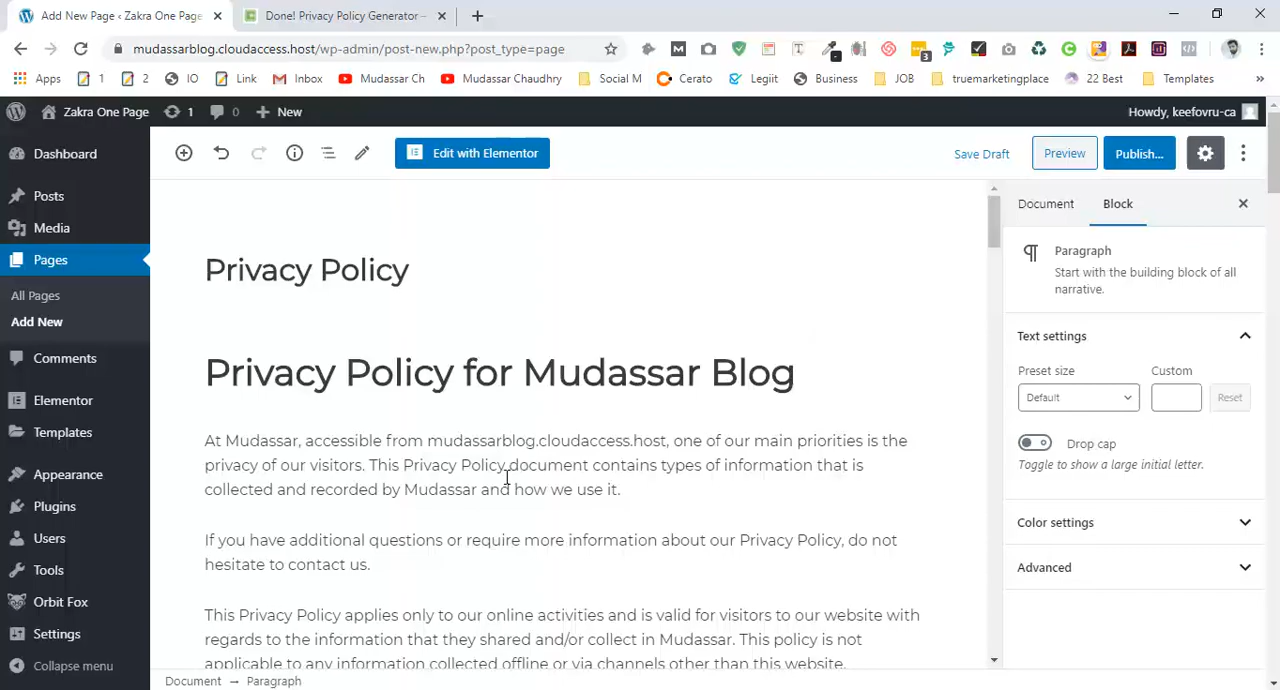 Add New Page ‹ Zakra One Page
Done! Privacy Policy Generator –
mudassarblog.cloudaccess.host/wp-admin/post-new.php?post_type=page
Apps
1
2
IO
Link
Inbox
Mudassar Ch
Mudassar Chaudhry
Social M
Cerato
Legiit
Business
JOB
truemarketingplace
22 Best
Templates
»
Zakra One Page
1
0
New
Howdy, keefovru-ca
Dashboard
Posts
Media
Pages
All Pages
Add New
Comments
Elementor
Templates
Appearance
Plugins
Users
Tools
Orbit Fox
Settings
Collapse menu
Edit with Elementor
Save Draft
Preview
Publish...
Privacy Policy
Privacy Policy for Mudassar Blog
At Mudassar, accessible from mudassarblog.cloudaccess.host, one of our main priorities is the
privacy of our visitors. This Privacy Policy document contains types of information that is
collected and recorded by Mudassar and how we use it.
If you have additional questions or require more information about our Privacy Policy, do not
hesitate to contact us.
This Privacy Policy applies only to our online activities and is valid for visitors to our website with
regards to the information that they shared and/or collect in Mudassar. This policy is not
applicable to any information collected offline or via channels other than this website.
Document → Paragraph
Document
Block
Paragraph
Start with the building block of all
narrative.
Text settings
Preset size
Custom
Default
Reset
Drop cap
Toggle to show a large initial letter.
Color settings
Advanced